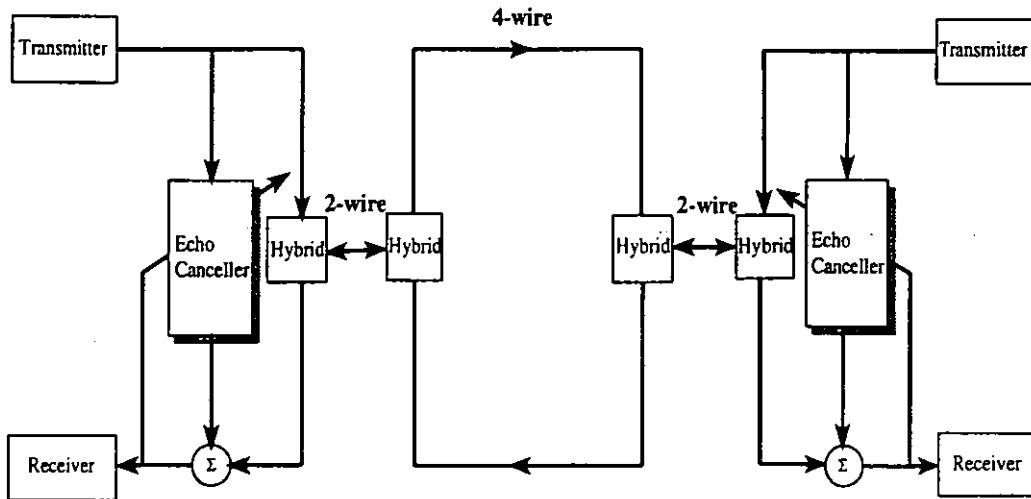 4-wire
Transmitter
Transmitter
2-wire
2-wire
Echo
Canceller
Hybrid
Hybrid
Hybrid
Hybrid
Echo
Canceller
Receiver
Σ
Σ
Receiver